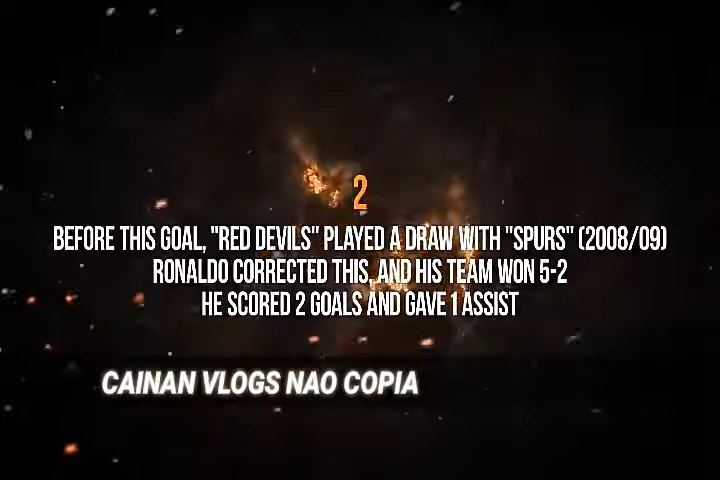 2
BEFORE THIS GOAL, "RED DEVILS" PLAYED A DRAW WITH "SPURS" (2008/09)
RONALDO CORRECTED THIS, AND HIS TEAM WON 5-2
HE SCORED 2 GOALS AND GAVE 1 ASSIST
CAINAN VLOGS NAO COPIA